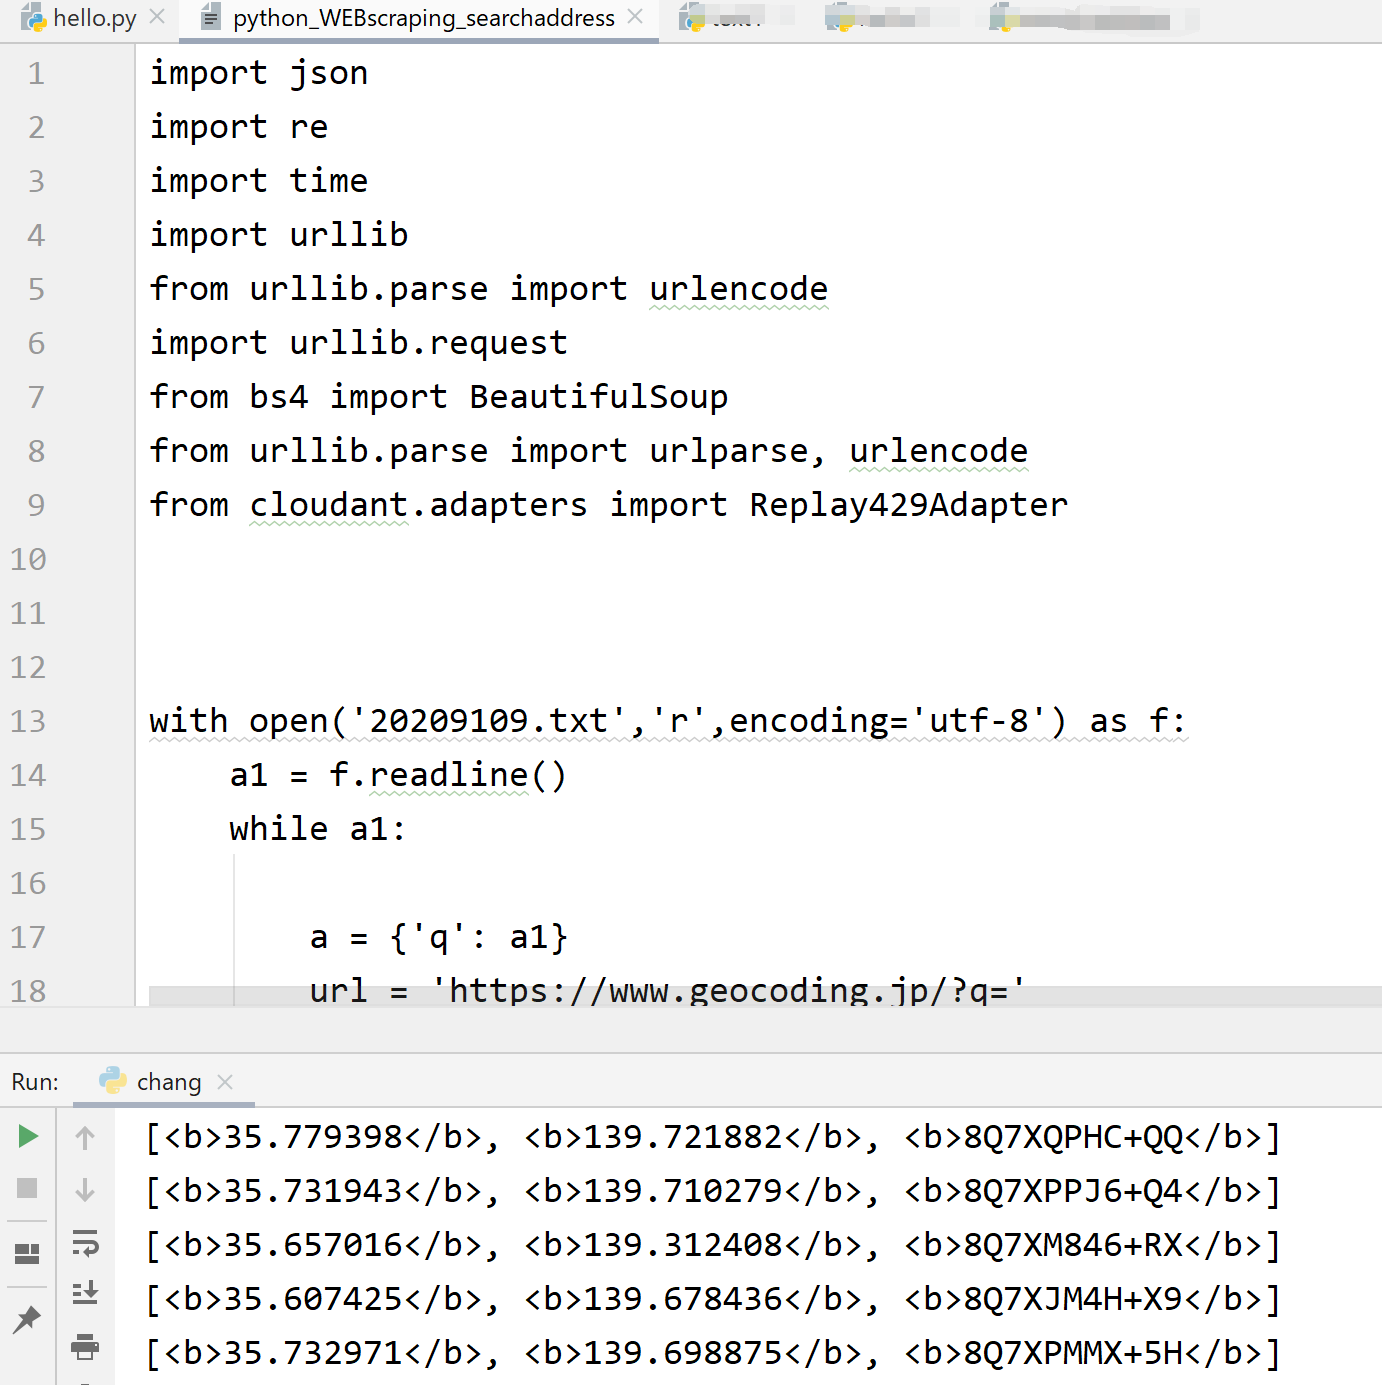 hello.py python_WEBscraping_searchaddress
1 import json
2 import re
3 import time
4 import urllib
5 from urllib.parse import urlencode
6 import urllib.request
7 from bs4 import BeautifulSoup
8 from urllib.parse import urlparse, urlencode
9 from cloudant.adapters import Replay429Adapter
10
11
12
13 with open('20209109.txt','r',encoding='utf-8') as f:
14 a1 = f.readline()
15 while a1:
16
17 a = {'q': a1}
18 url = 'https://www.geocoding.jp/?q='
Run: chang
[<b>35.779398</b>, <b>139.721882</b>, <b>8Q7XQPHC+QQ</b>]
[<b>35.731943</b>, <b>139.710279</b>, <b>8Q7XPPJ6+Q4</b>]
[<b>35.657016</b>, <b>139.312408</b>, <b>8Q7XM846+RX</b>]
[<b>35.607425</b>, <b>139.678436</b>, <b>8Q7XJM4H+X9</b>]
[<b>35.732971</b>, <b>139.698875</b>, <b>8Q7XPMMX+5H</b>]